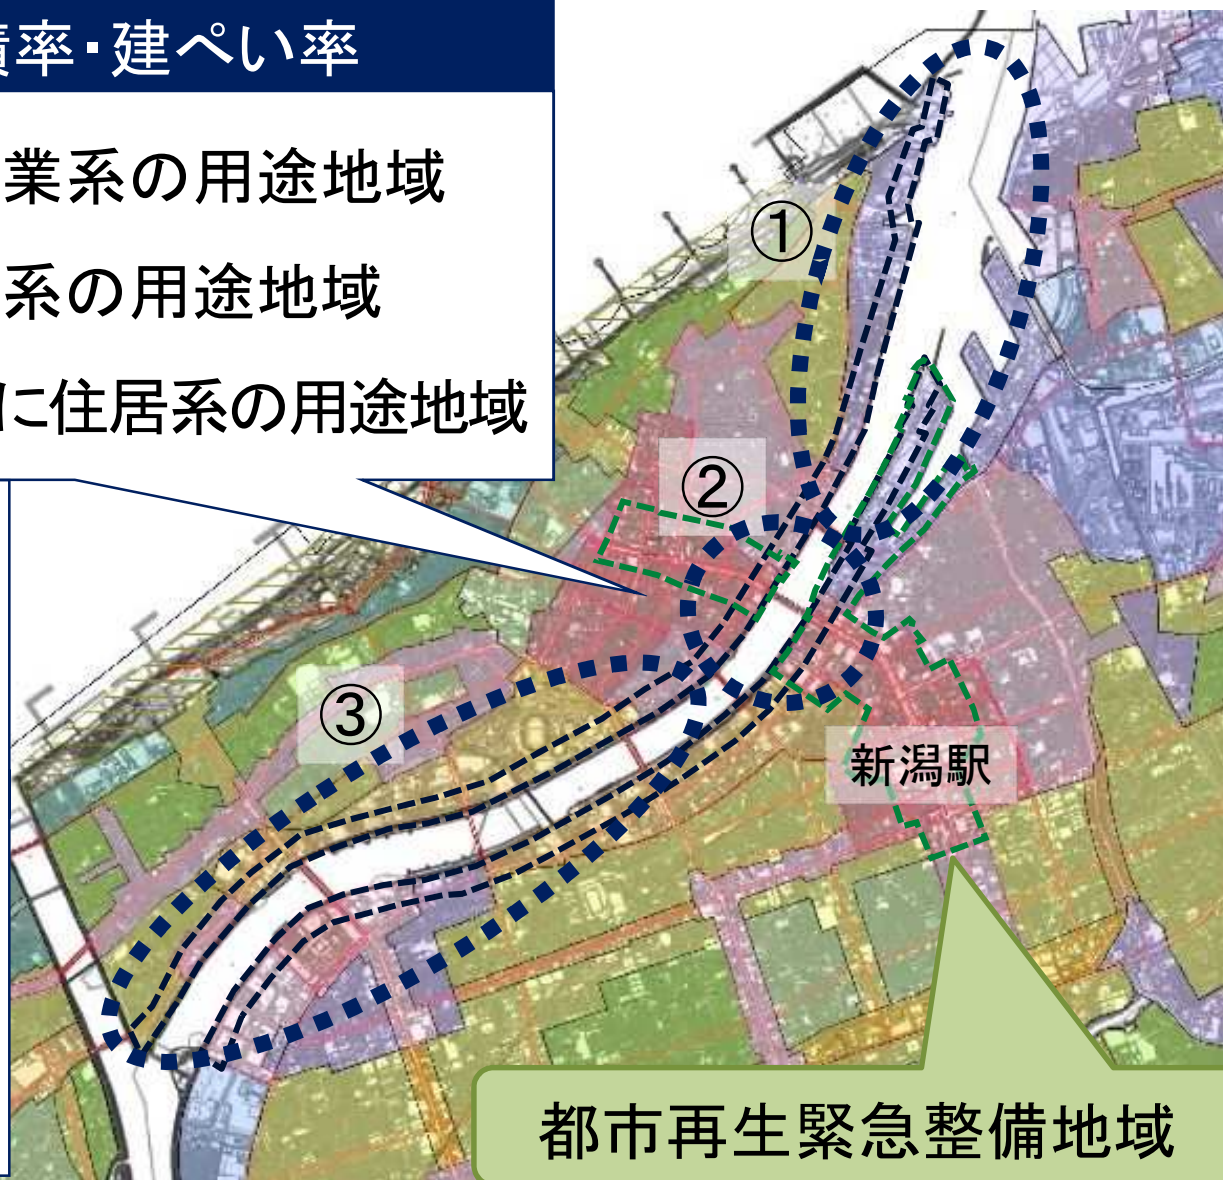 積率・建ぺい率
業系の用途地域
系の用途地域
に住居系の用途地域
①
②
③
新潟駅
都市再生緊急整備地域